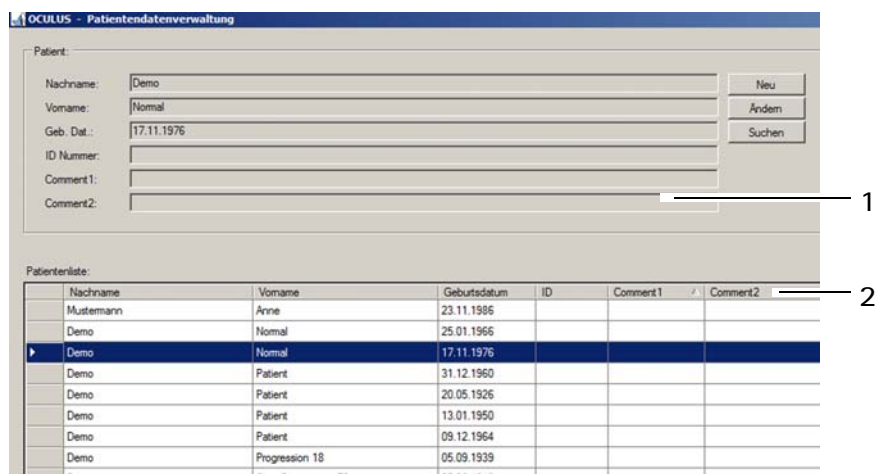 OCULUS - Patientendatenverwaltung
Patient:
Nachname: Demo Neu
Vorname: Normal Ändern
Geb. Dat.: 17.11.1976 Suchen
ID Nummer:
Comment1:
Comment2:
1
Patientenliste:
Nachname Vorname Geburtsdatum ID Comment1 Comment2
2
Mustermann Anne 23.11.1986
Demo Normal 25.01.1966
Demo Normal 17.11.1976
Demo Patient 31.12.1960
Demo Patient 20.05.1926
Demo Patient 13.01.1950
Demo Patient 09.12.1964
Demo Progression 18 05.09.1939